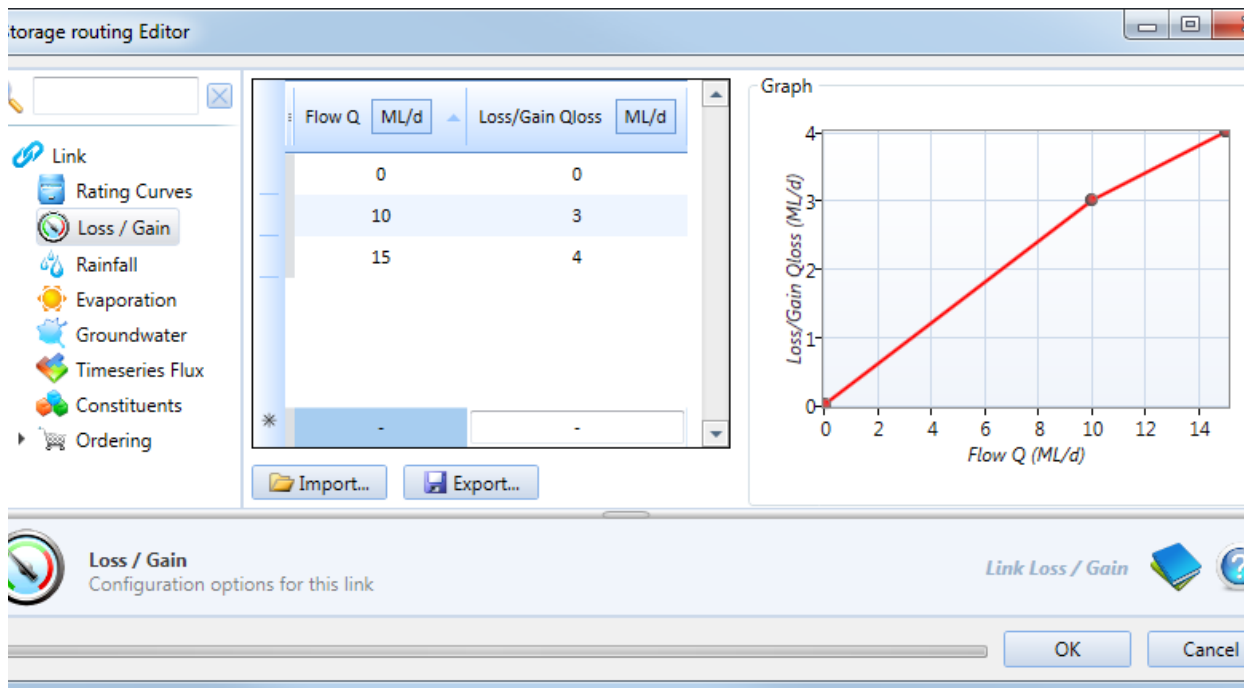 torage routing Editor
Link
Rating Curves
Loss / Gain
Rainfall
Evaporation
Groundwater
Timeseries Flux
Constituents
Ordering
Flow Q ML/d Loss/Gain Qloss ML/d
0 0
10 3
15 4
* - -
Import... Export...
Graph
Loss/Gain Qloss (ML/d)
4
3
2
1
0
0 2 4 6 8 10 12 14
Flow Q (ML/d)
Loss / Gain
Configuration options for this link
Link Loss / Gain
?
OK Cancel